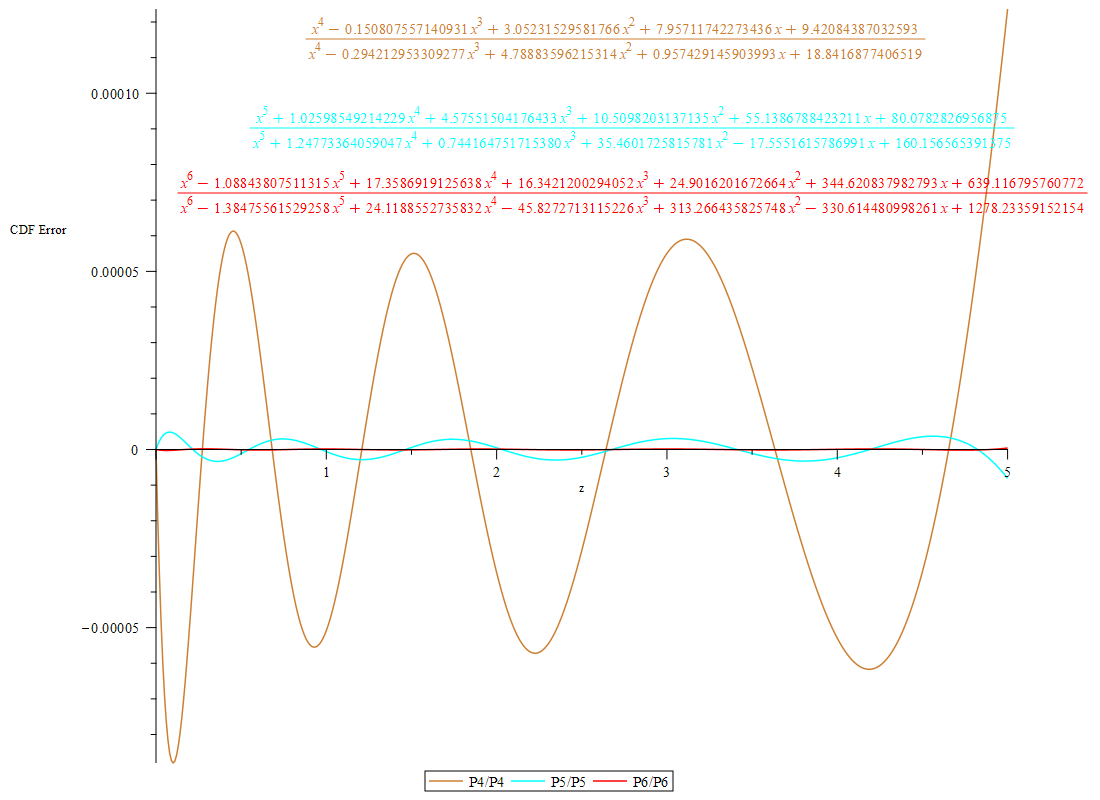 x^4 − 0.150807557140931 x^3 + 3.05231529581766 x^2 + 7.95711742273436 x + 9.42084387032593
x^4 − 0.294212953309277 x^3 + 4.78883596215314 x^2 + 0.957429145903993 x + 18.8416877406519
0.00010
x^5 + 1.02598549214229 x^4 + 4.57551504176433 x^3 + 10.5098203137135 x^2 + 55.1386788423211 x + 80.0782826956875
x^5 + 1.24773364059047 x^4 + 0.744164751715380 x^3 + 35.4601725815781 x^2 − 17.5551615786991 x + 160.156565391375
x^6 − 1.08843807511315 x^5 + 17.3586919125638 x^4 + 16.3421200294052 x^3 + 24.9016201672664 x^2 + 344.620837982793 x + 639.116795760772
x^6 − 1.38475561529258 x^5 + 24.1188552735832 x^4 − 45.8272713115226 x^3 + 313.266435825748 x^2 − 330.614480998261 x + 1278.23359152154
CDF Error
0.00005
0
1 2 3 4 5
z
−0.00005
P4/P4 P5/P5 P6/P6